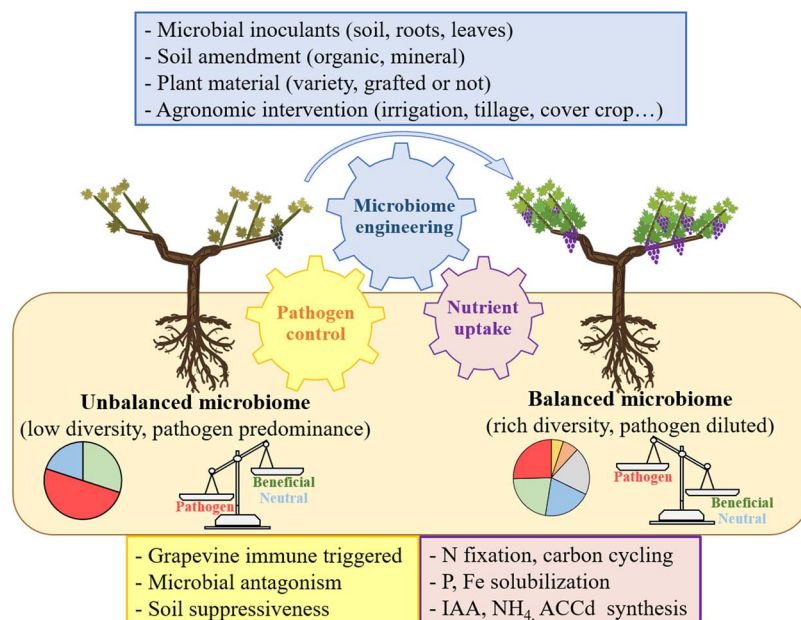 - Microbial inoculants (soil, roots, leaves)
- Soil amendment (organic, mineral)
- Plant material (variety, grafted or not)
- Agronomic intervention (irrigation, tillage, cover crop…)
Microbiome
engineering
Pathogen
control
Nutrient
uptake
Unbalanced microbiome
(low diversity, pathogen predominance)
Pathogen
Beneficial
Neutral
Balanced microbiome
(rich diversity, pathogen diluted)
Pathogen
Beneficial
Neutral
- Grapevine immune triggered
- Microbial antagonism
- Soil suppressiveness
- N fixation, carbon cycling
- P, Fe solubilization
- IAA, NH4, ACCd synthesis